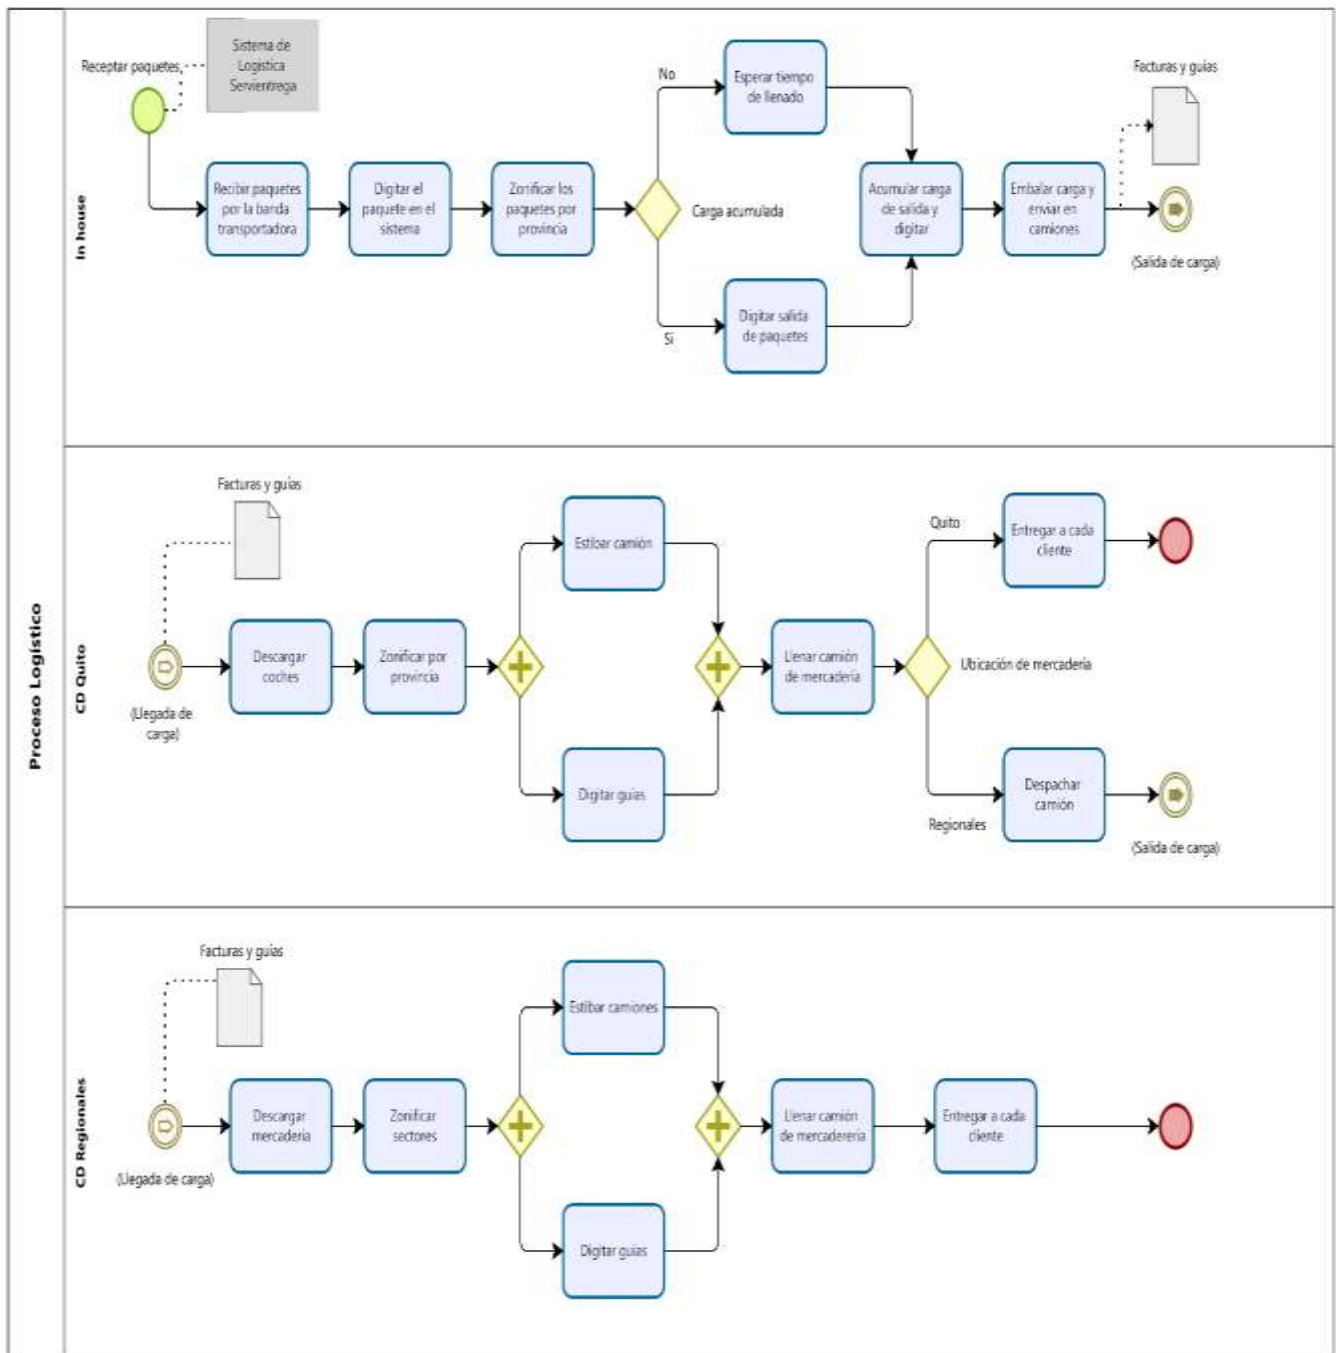 Proceso Logístico
In house
Receptar paquetes
Sistema de
Logística
Servientrega
Recibir paquetes
por la banda
transportadora
Digitar el
paquete en el
sistema
Zonificar los
paquetes por
provincia
Carga acumulada
No
Esperar tiempo
de llenado
Si
Digitar salida
de paquetes
Acumular carga
de salida y
digitar
Embalar carga y
enviar en
camiones
Facturas y guías
(Salida de carga)
CD Quito
Facturas y guías
(Llegada de
carga)
Descargar
coches
Zonificar por
provincia
Estibar camión
Digitar guías
Llenar camión
de mercadería
Ubicación de mercadería
Quito
Entregar a cada
cliente
Regionales
Despachar
camión
(Salida de carga)
CD Regionales
Facturas y guías
(Llegada de carga)
Descargar
mercadería
Zonificar
sectores
Estibar camiones
Digitar guías
Llenar camión
de mercaderería
Entregar a cada
cliente